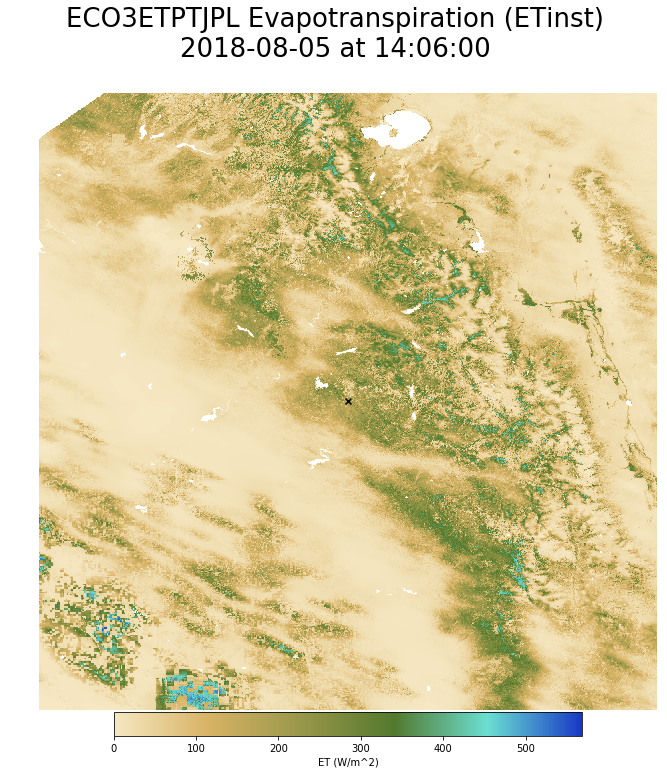 ECO3ETPTJPL Evapotranspiration (ETinst)
2018-08-05 at 14:06:00
0 100 200 300 400 500
ET (W/m^2)